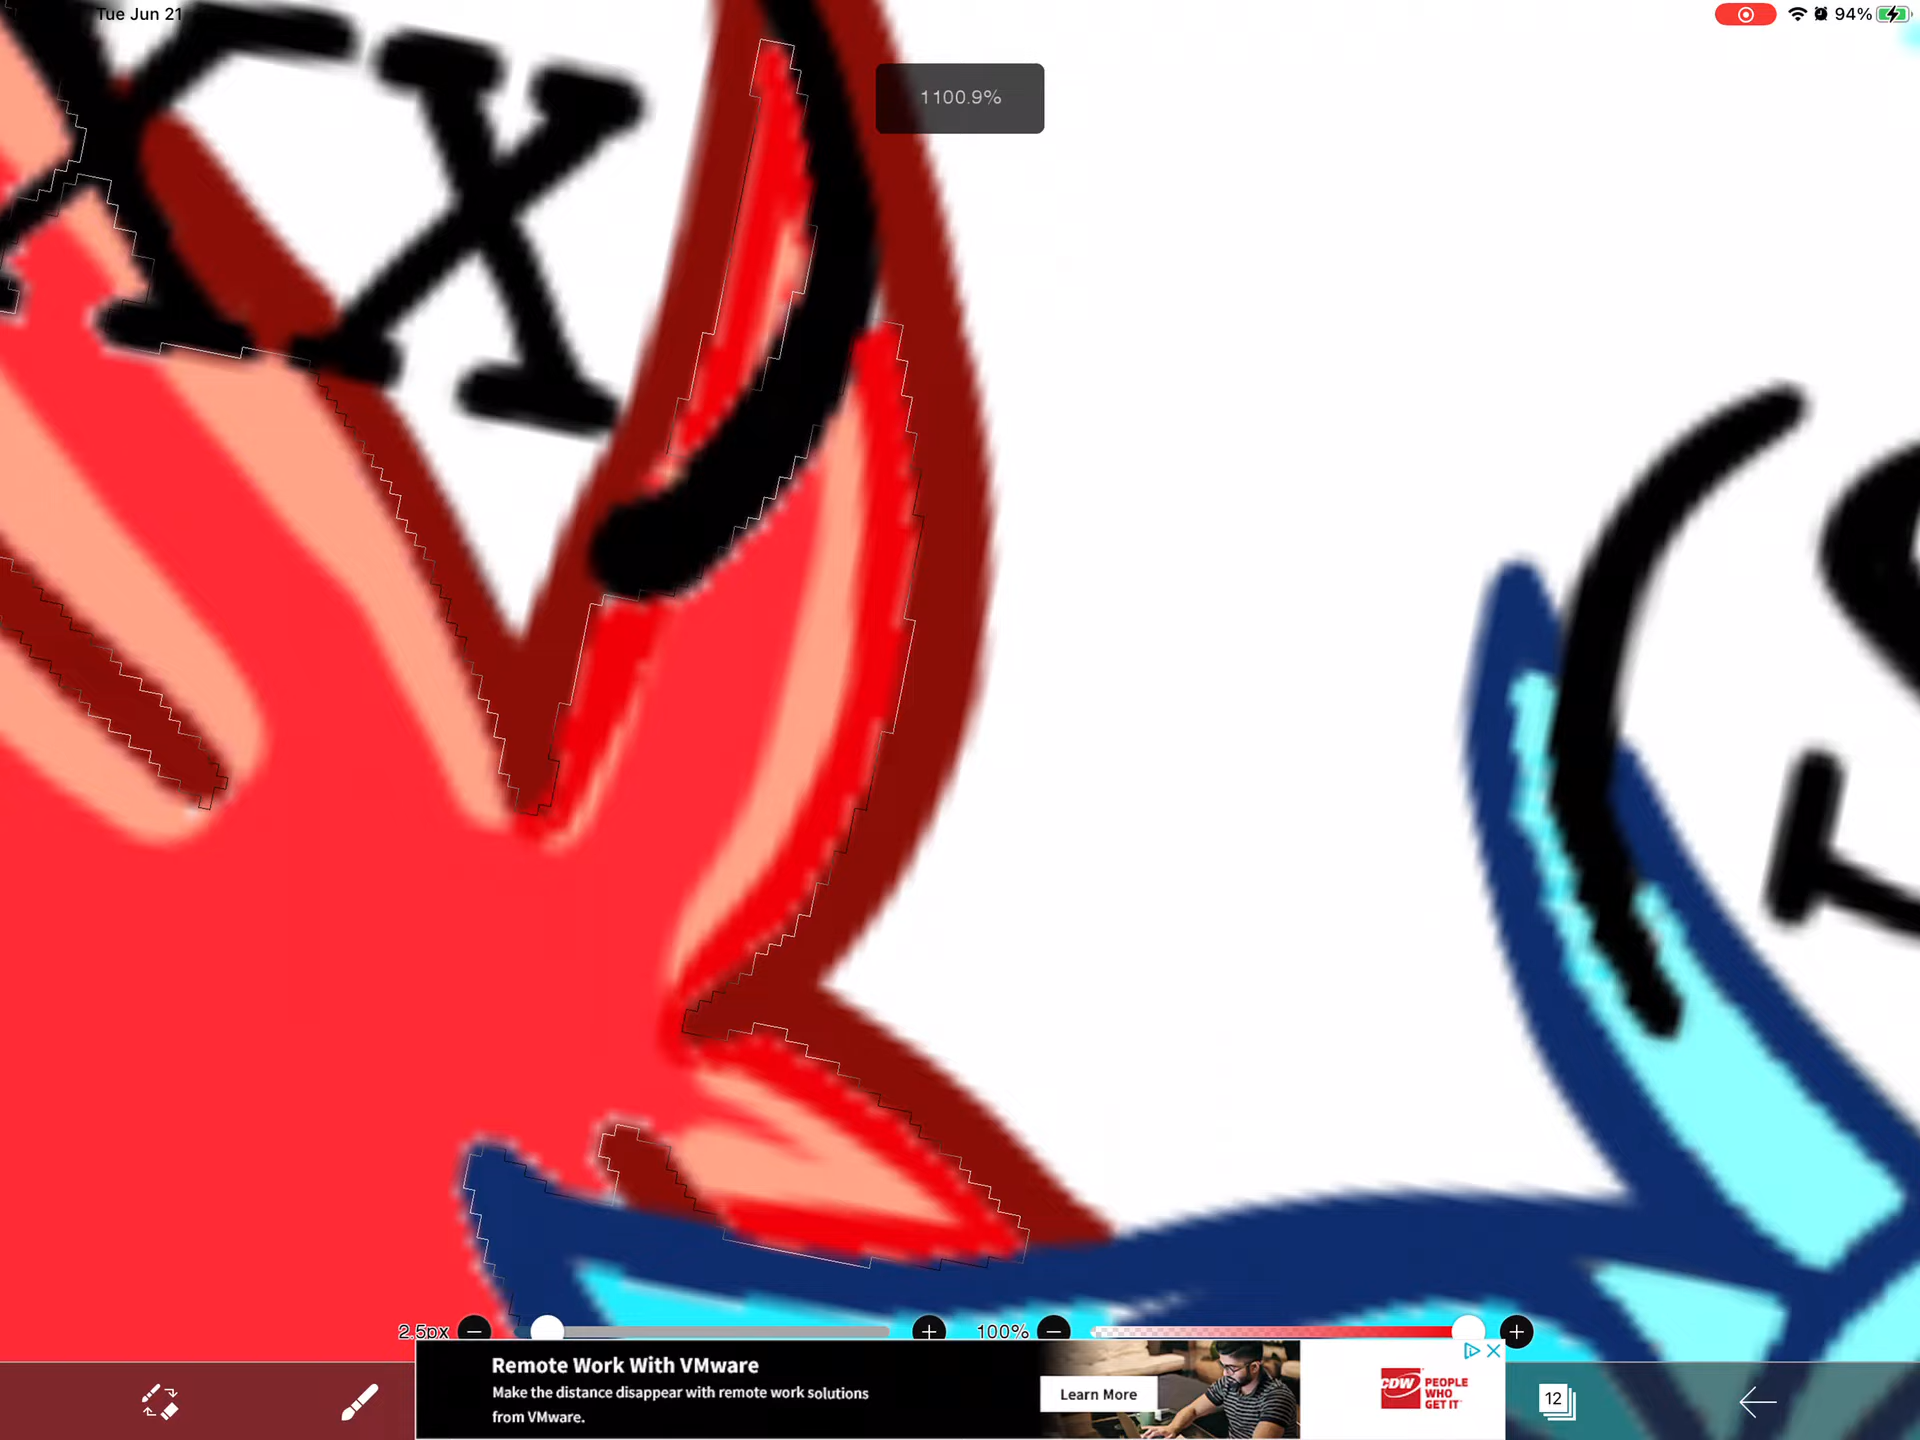 Tue Jun 21
94%
1100.9%
X
2.5px
100%
Remote Work With VMware
Make the distance disappear with remote work solutions
from VMware.
Learn More
CDW
PEOPLE
WHO
GET IT
12